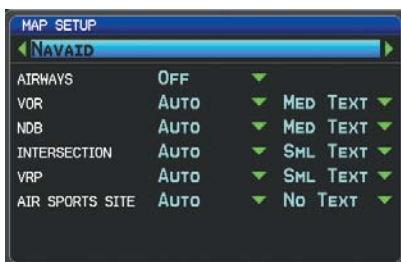 MAP SETUP
NAVAID
AIRWAYS OFF
VOR AUTO MED TEXT
NDB AUTO MED TEXT
INTERSECTION AUTO SML TEXT
VRP AUTO SML TEXT
AIR SPORTS SITE AUTO NO TEXT